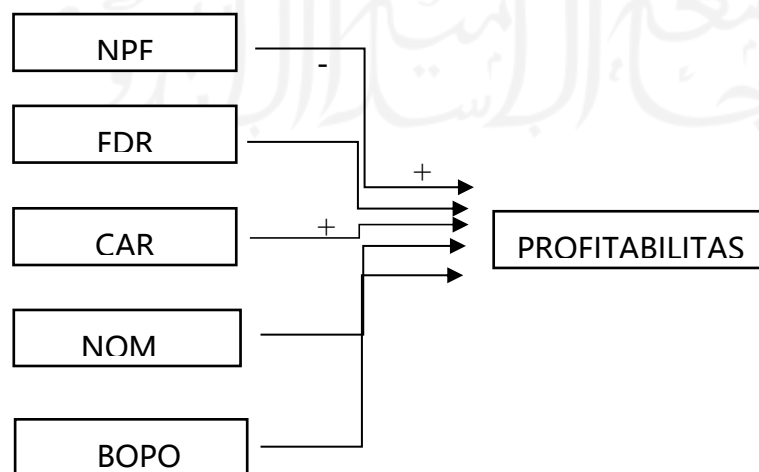 NPF
-
FDR
+
CAR
+
PROFITABILITAS
NOM
BOPO